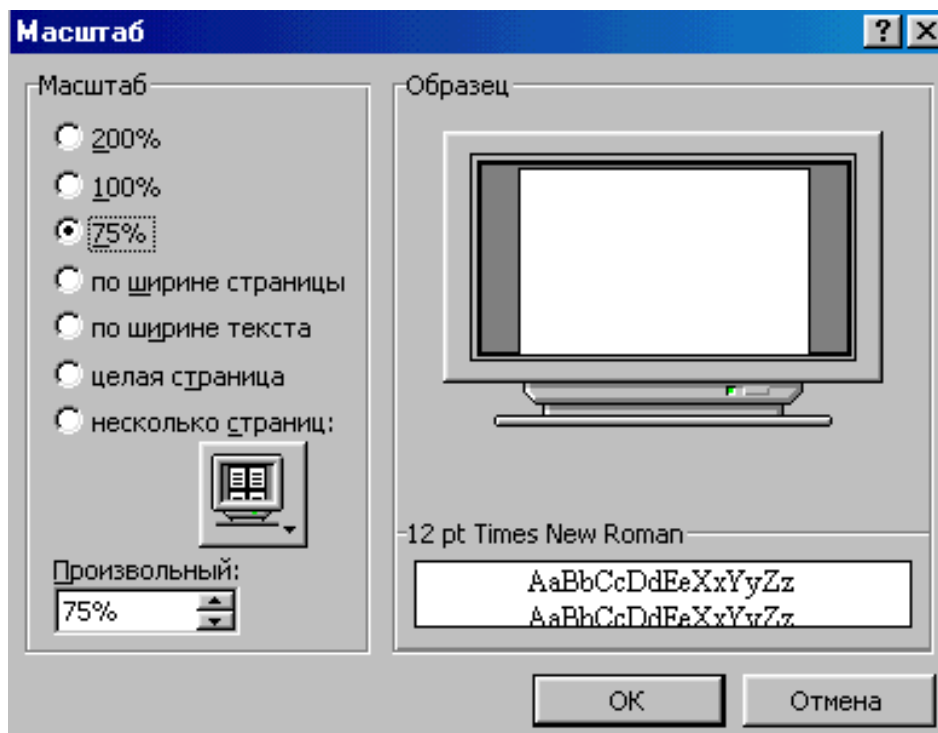 Масштаб
Масштаб
200%
100%
75%
по ширине страницы
по ширине текста
целая страница
несколько страниц:
Произвольный:
75%
Образец
12 pt Times New Roman
AaBbCcDdEeXxYyZz
AaBbCcDdEeXxYyZz
ОК
Отмена